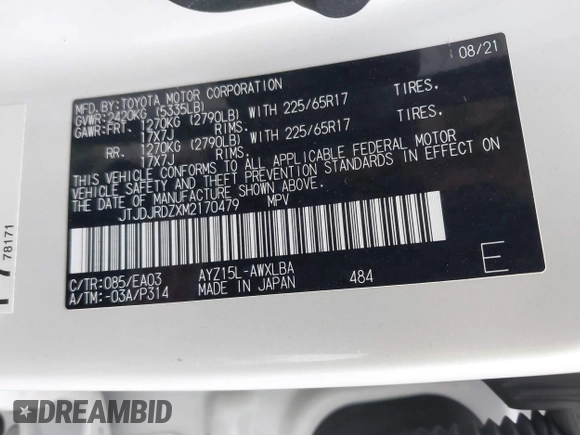 08/21
MFD.BY:TOYOTA MOTOR CORPORATION
GVWR:2420KG (5335LB)
GAWR:FRT. 1270KG (2790LB) WITH 225/65R17 TIRES.
17X7J RIMS.
RR. 1270KG (2790LB) WITH 225/65R17 TIRES.
17X7J RIMS.
THIS VEHICLE CONFORMS TO ALL APPLICABLE FEDERAL MOTOR
VEHICLE SAFETY AND THEFT PREVENTION STANDARDS IN EFFECT ON
THE DATE OF MANUFACTURE SHOWN ABOVE.
JTJDJRDZXM2170479 MPV
C/TR:085/EA03 AYZ15L-AWXLBA 484 E
A/TM:-03A/P314 MADE IN JAPAN
78171
DREAMBID